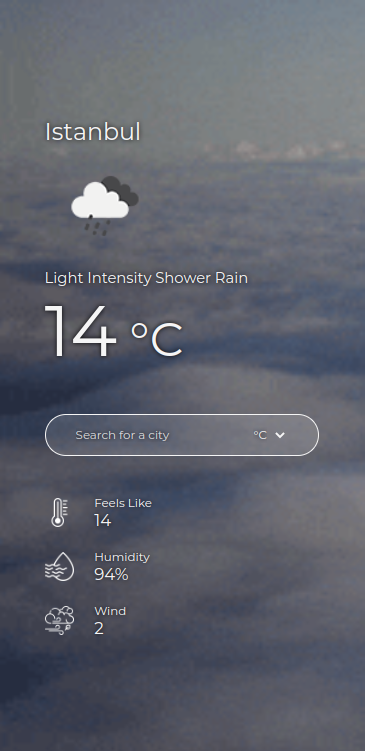 Istanbul
Light Intensity Shower Rain
14 °C
Search for a city °C
Feels Like
14
Humidity
94%
Wind
2